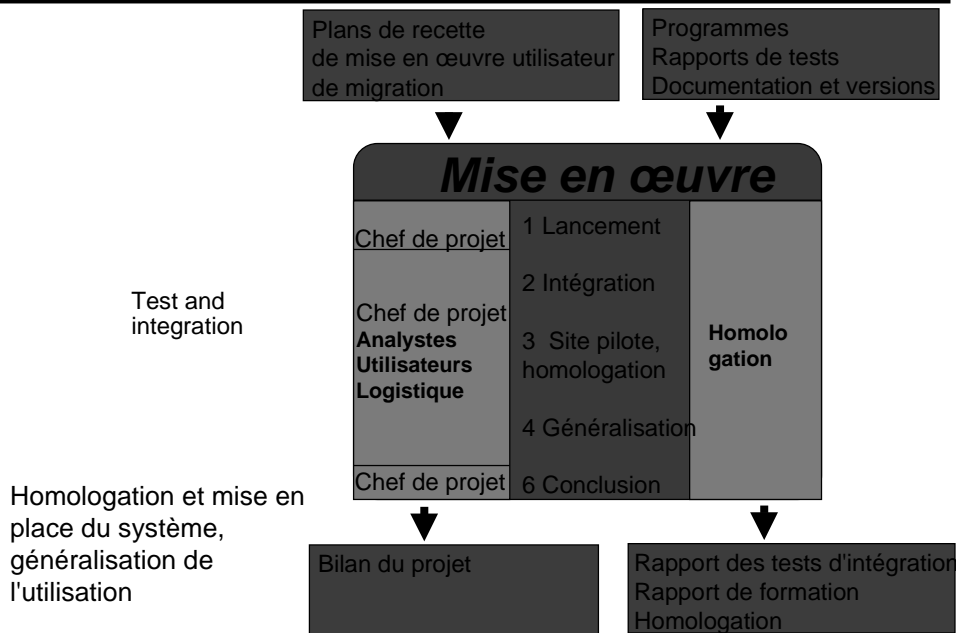 Plans de recette
de mise en œuvre utilisateur
de migration
Programmes
Rapports de tests
Documentation et versions
Mise en œuvre
Chef de projet
1 Lancement
2 Intégration
Test and
integration
Chef de projet
Analystes
Utilisateurs
Logistique
3 Site pilote,
homologation
Homolo
gation
4 Généralisation
Chef de projet
6 Conclusion
Homologation et mise en
place du système,
généralisation de
l'utilisation
Bilan du projet
Rapport des tests d'intégration
Rapport de formation
Homologation